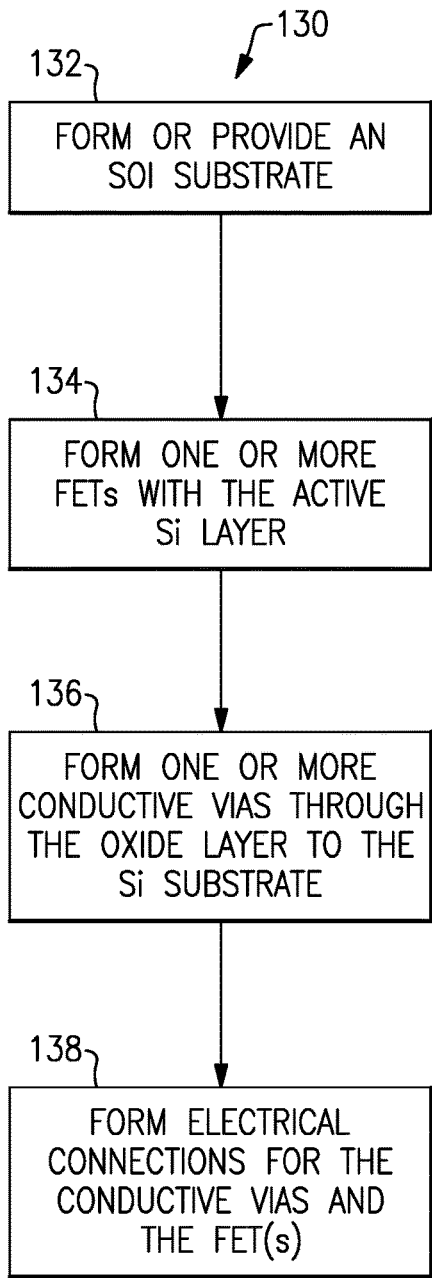 130
132
FORM OR PROVIDE AN
SOI SUBSTRATE
134
FORM ONE OR MORE
FETs WITH THE ACTIVE
Si LAYER
136
FORM ONE OR MORE
CONDUCTIVE VIAS THROUGH
THE OXIDE LAYER TO THE
Si SUBSTRATE
138
FORM ELECTRICAL
CONNECTIONS FOR THE
CONDUCTIVE VIAS AND
THE FET(s)